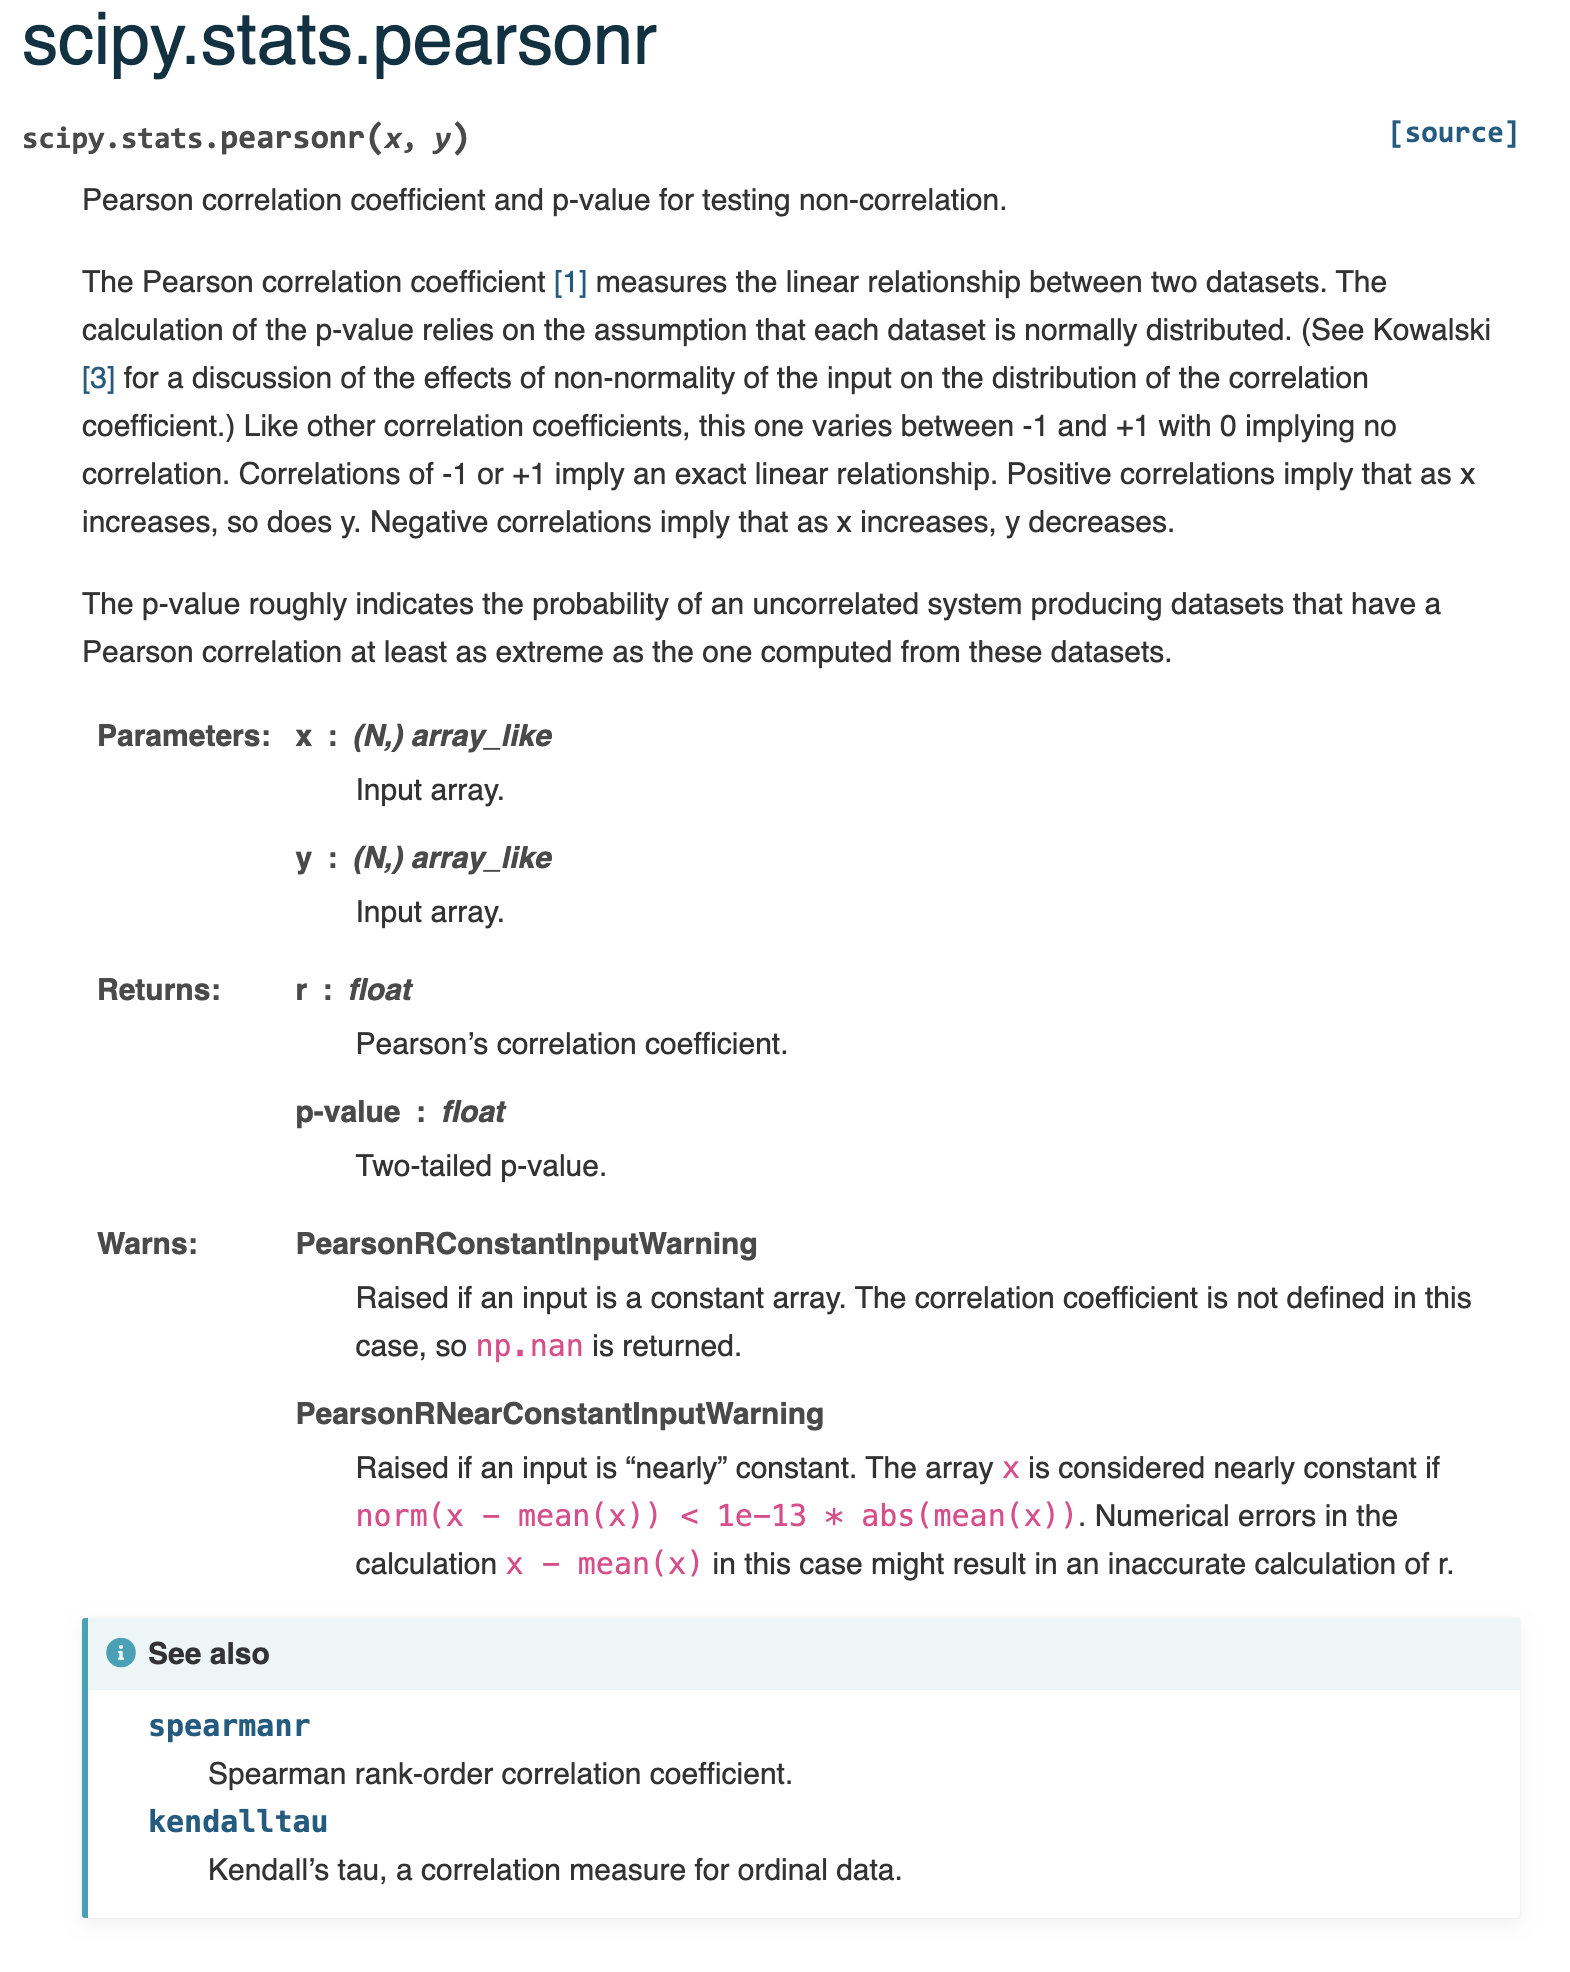 scipy.stats.pearsonr
scipy.stats.pearsonr(x, y) [source]
Pearson correlation coefficient and p-value for testing non-correlation.
The Pearson correlation coefficient [1] measures the linear relationship between two datasets. The
calculation of the p-value relies on the assumption that each dataset is normally distributed. (See Kowalski
[3] for a discussion of the effects of non-normality of the input on the distribution of the correlation
coefficient.) Like other correlation coefficients, this one varies between -1 and +1 with 0 implying no
correlation. Correlations of -1 or +1 imply an exact linear relationship. Positive correlations imply that as x
increases, so does y. Negative correlations imply that as x increases, y decreases.
The p-value roughly indicates the probability of an uncorrelated system producing datasets that have a
Pearson correlation at least as extreme as the one computed from these datasets.
Parameters: x : (N,) array_like
Input array.
y : (N,) array_like
Input array.
Returns: r : float
Pearson’s correlation coefficient.
p-value : float
Two-tailed p-value.
Warns: PearsonRConstantInputWarning
Raised if an input is a constant array. The correlation coefficient is not defined in this
case, so np.nan is returned.
PearsonRNearConstantInputWarning
Raised if an input is “nearly” constant. The array x is considered nearly constant if
norm(x - mean(x)) < 1e-13 * abs(mean(x)). Numerical errors in the
calculation x - mean(x) in this case might result in an inaccurate calculation of r.
See also
spearmanr
Spearman rank-order correlation coefficient.
kendalltau
Kendall’s tau, a correlation measure for ordinal data.